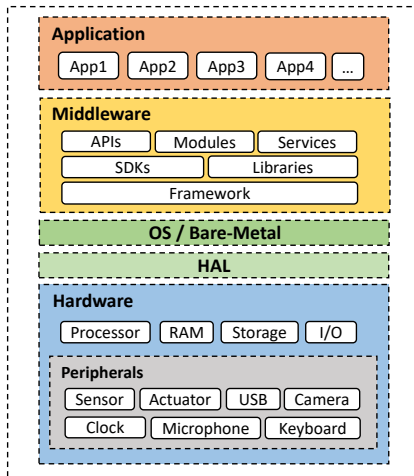 Application
App1 App2 App3 App4 ...
Middleware
APIs Modules Services
SDKs Libraries
Framework
OS / Bare-Metal
HAL
Hardware
Processor RAM Storage I/O
Peripherals
Sensor Actuator USB Camera
Clock Microphone Keyboard